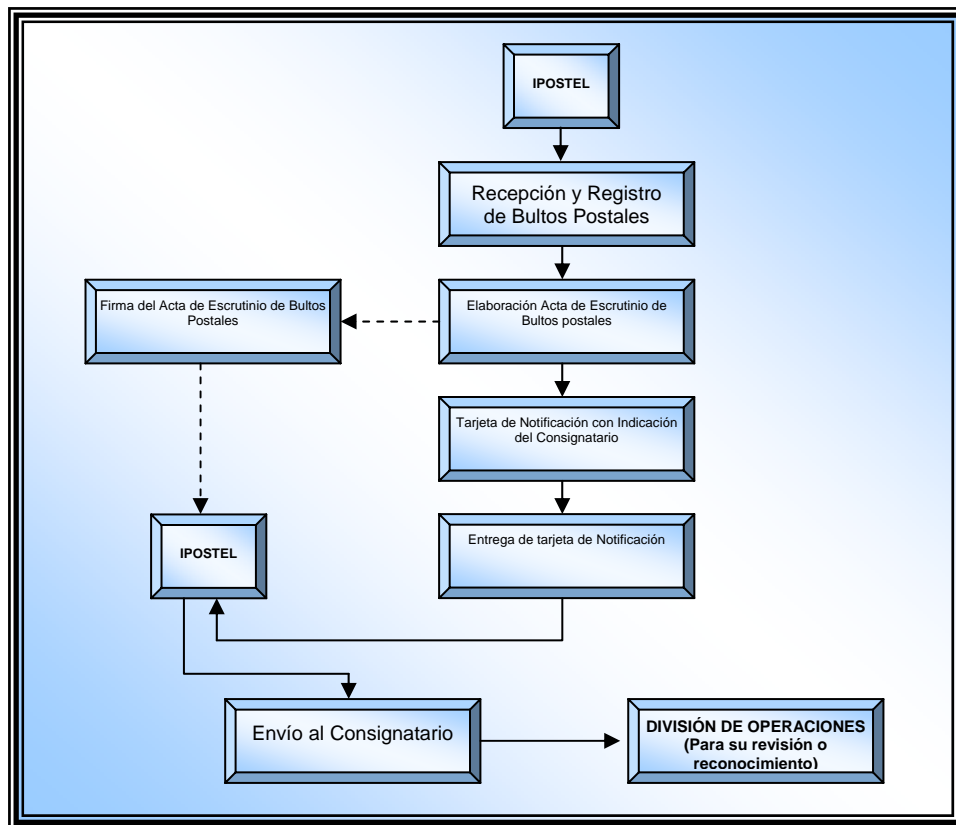 IPOSTEL
Recepción y Registro
de Bultos Postales
Firma del Acta de Escrutinio de Bultos
Postales
Elaboración Acta de Escrutinio de
Bultos postales
Tarjeta de Notificación con Indicación
del Consignatario
IPOSTEL
Entrega de tarjeta de Notificación
Envío al Consignatario
DIVISIÓN DE OPERACIONES
(Para su revisión o
reconocimiento)